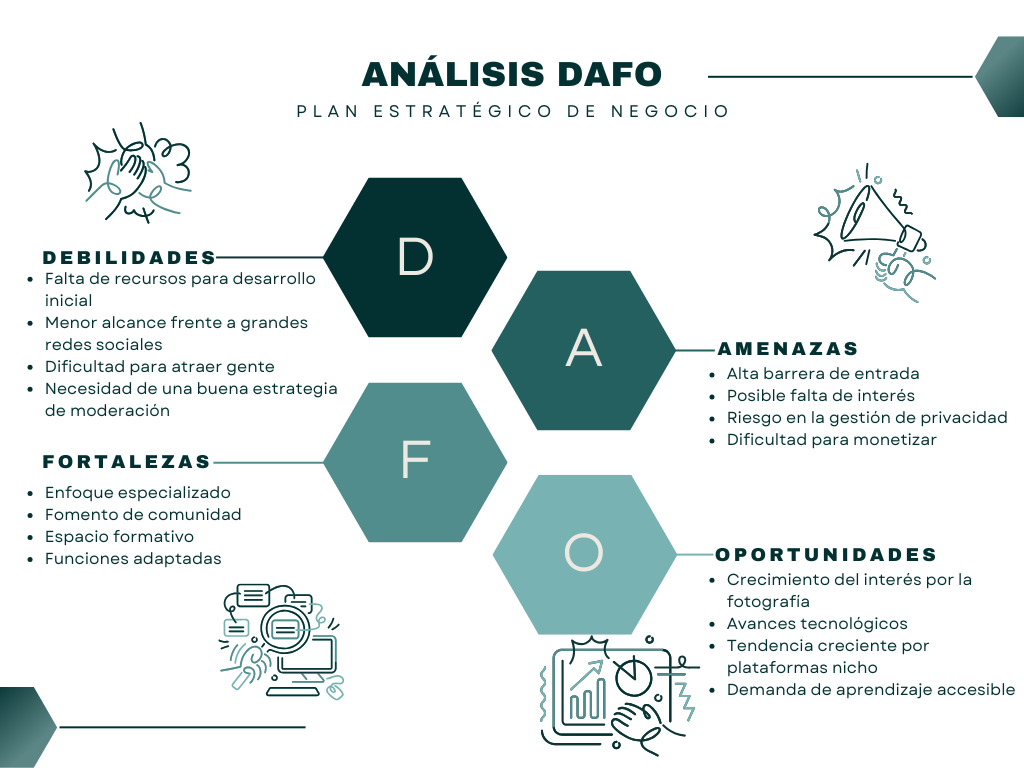 ANÁLISIS DAFO
PLAN ESTRATÉGICO DE NEGOCIO
D
DEBILIDADES
• Falta de recursos para desarrollo
inicial
• Menor alcance frente a grandes
redes sociales
• Dificultad para atraer gente
• Necesidad de una buena estrategia
de moderación
A
AMENAZAS
• Alta barrera de entrada
• Posible falta de interés
• Riesgo en la gestión de privacidad
• Dificultad para monetizar
F
FORTALEZAS
• Enfoque especializado
• Fomento de comunidad
• Espacio formativo
• Funciones adaptadas
O
OPORTUNIDADES
• Crecimiento del interés por la
fotografía
• Avances tecnológicos
• Tendencia creciente por
plataformas nicho
• Demanda de aprendizaje accesible